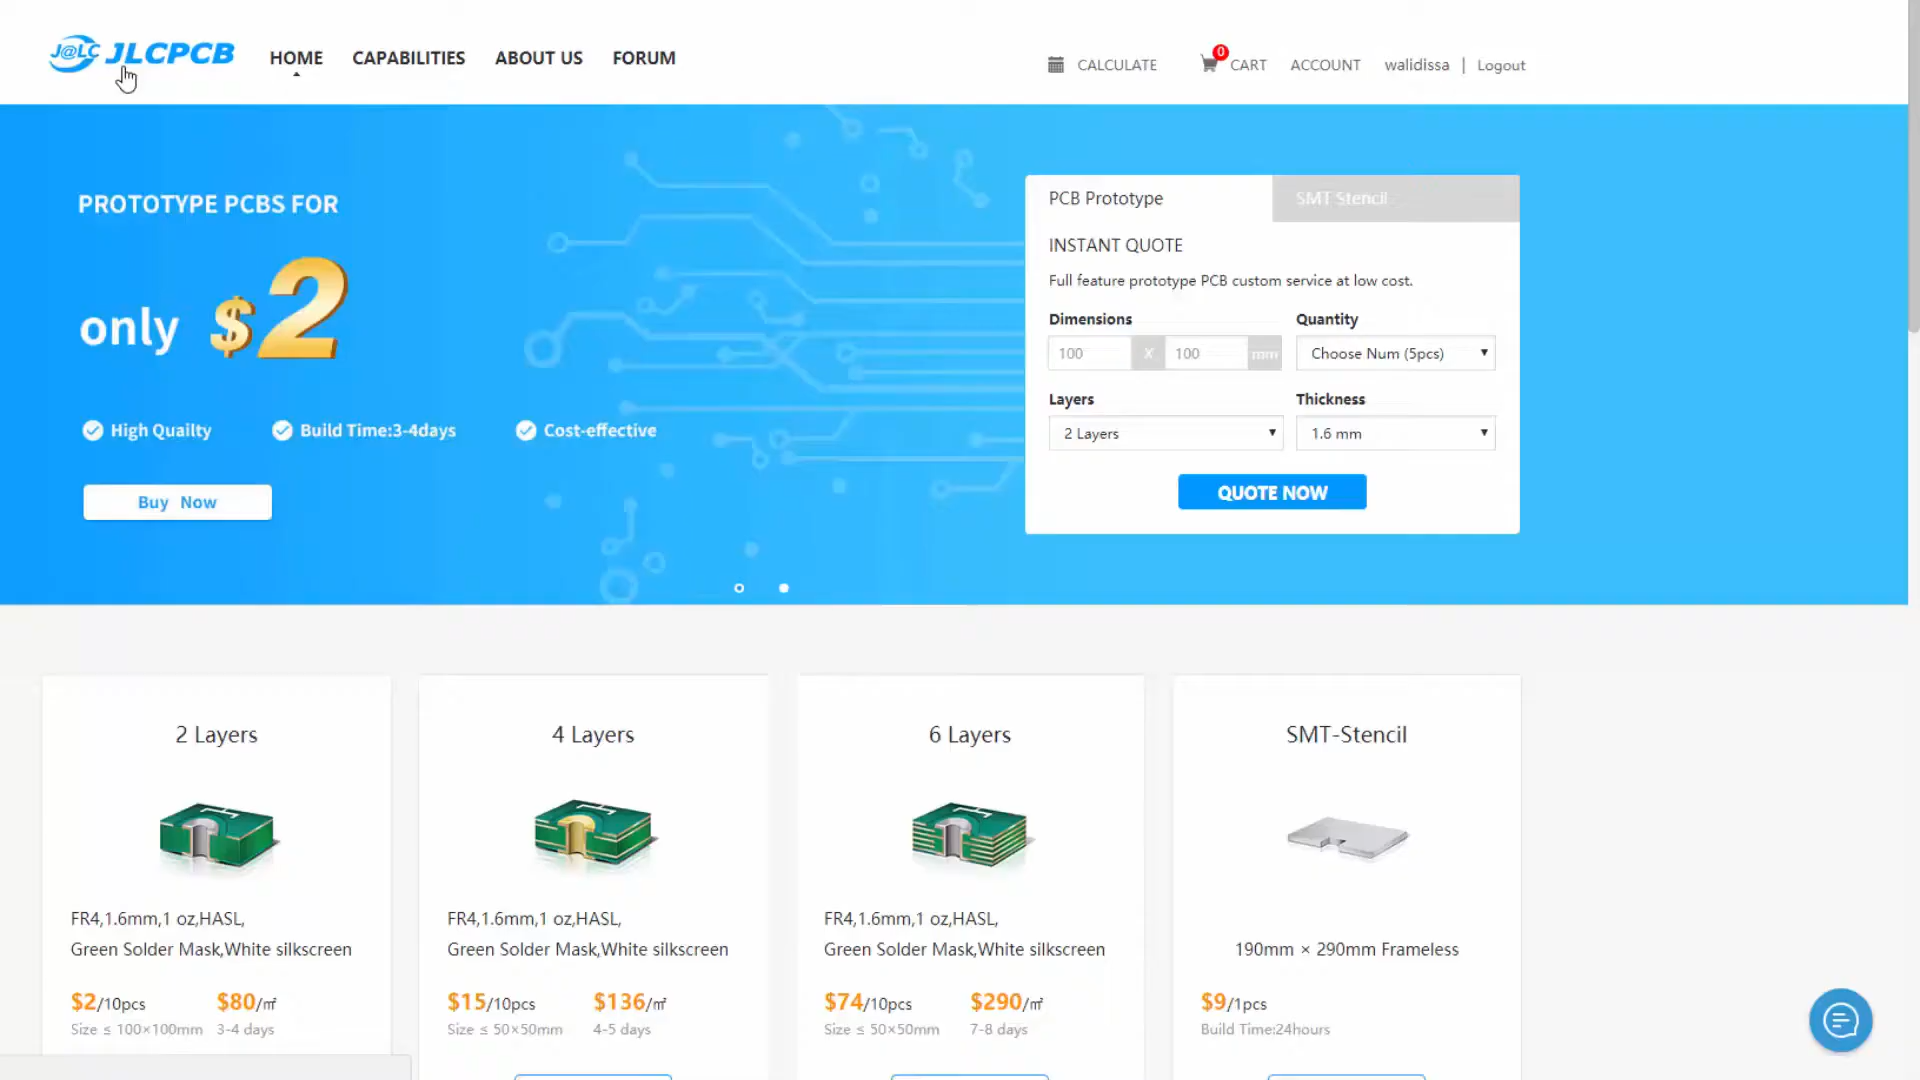 J@LC JLCPCB
HOME CAPABILITIES ABOUT US FORUM
CALCULATE 0 CART ACCOUNT walidissa | Logout
PROTOTYPE PCBS FOR
only $2
High Quailty Build Time:3-4days Cost-effective
Buy Now
PCB Prototype SMT Stencil
INSTANT QUOTE
Full feature prototype PCB custom service at low cost.
Dimensions Quantity
100 X 100 mm Choose Num (5pcs)
Layers Thickness
2 Layers 1.6 mm
QUOTE NOW
2 Layers
FR4,1.6mm,1 oz,HASL,
Green Solder Mask,White silkscreen
$2/10pcs $80/㎡
Size ≤ 100×100mm 3-4 days
4 Layers
FR4,1.6mm,1 oz,HASL,
Green Solder Mask,White silkscreen
$15/10pcs $136/㎡
Size ≤ 50×50mm 4-5 days
6 Layers
FR4,1.6mm,1 oz,HASL,
Green Solder Mask,White silkscreen
$74/10pcs $290/㎡
Size ≤ 50×50mm 7-8 days
SMT-Stencil
190mm × 290mm Frameless
$9/1pcs
Build Time:24hours